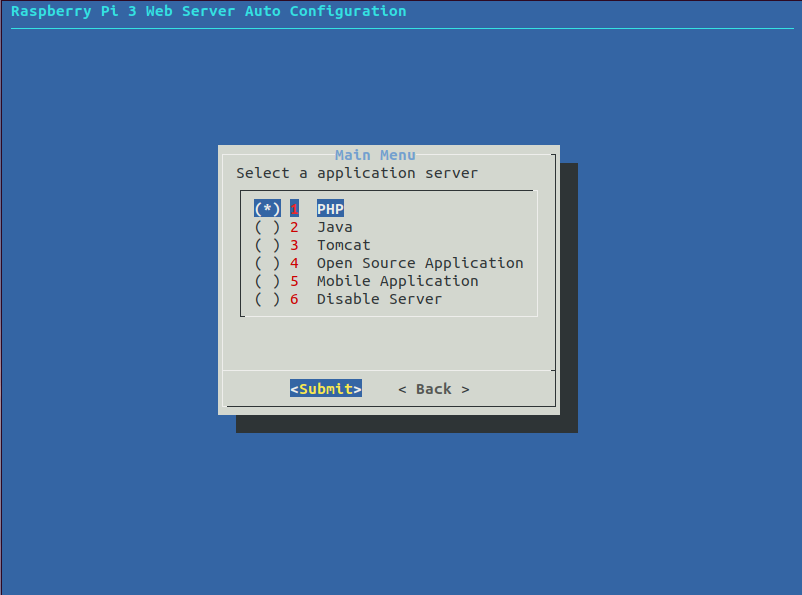 Raspberry Pi 3 Web Server Auto Configuration
Main Menu
Select a application server
(*) 1 PHP
( ) 2 Java
( ) 3 Tomcat
( ) 4 Open Source Application
( ) 5 Mobile Application
( ) 6 Disable Server
<Submit> < Back >